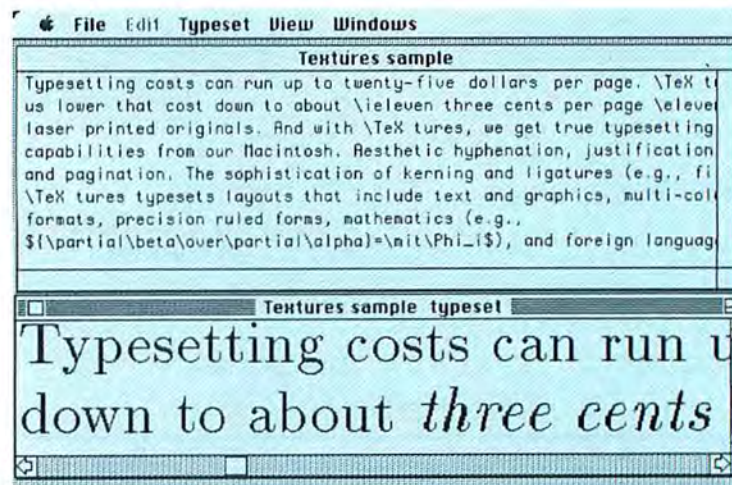 File Edit Typeset View Windows
Textures sample
Typesetting costs can run up to twenty-five dollars per page. \TeX
us lower that cost down to about \ieleven three cents per page
laser printed originals. And with \TeX tures, we get true typesetting
capabilities from our Macintosh. Aesthetic hyphenation, justification
and pagination. The sophistication of kerning and ligatures (e.g., fi
\TeX tures typesets layouts that include text and graphics,
formats, precision ruled forms, mathematics (e.g.,
${\partial\beta\over\partial\alpha}=\mit\Phi_i$), and foreign
Textures sample typeset
Typesetting costs can run
down to about three cents